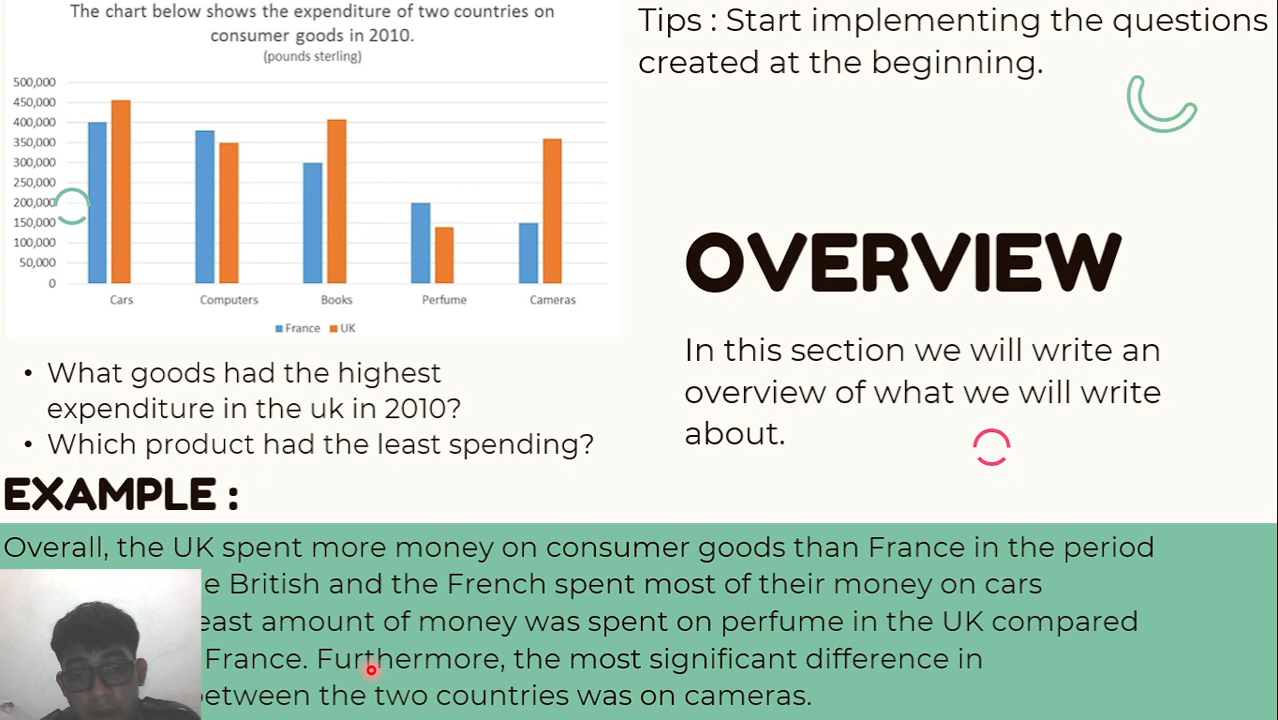 The chart below shows the expenditure of two countries on
consumer goods in 2010.
(pounds sterling)
500,000
450,000
400,000
350,000
300,000
250,000
200,000
150,000
100,000
50,000
0
Cars Computers Books Perfume Cameras
France UK
Tips : Start implementing the questions
created at the beginning.
OVERVIEW
In this section we will write an
overview of what we will write
about.
• What goods had the highest
expenditure in the uk in 2010?
• Which product had the least spending?
EXAMPLE :
Overall, the UK spent more money on consumer goods than France in the period
British and the French spent most of their money on cars
amount of money was spent on perfume in the UK compared
France. Furthermore, the most significant difference in
between the two countries was on cameras.